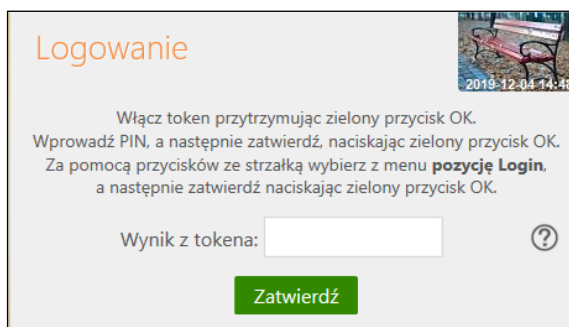 Logowanie
2019-12-04 14:48
Włącz token przytrzymując zielony przycisk OK.
Wprowadź PIN, a następnie zatwierdź, naciskając zielony przycisk OK.
Za pomocą przycisków ze strzałką wybierz z menu pozycję Login,
a następnie zatwierdź naciskając zielony przycisk OK.
Wynik z tokena:
?
Zatwierdź